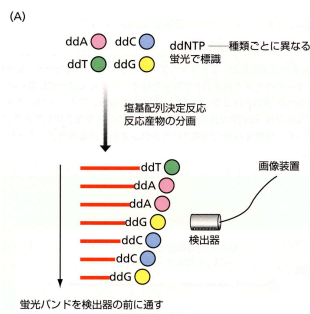 (A)
ddA ddC
ddT ddG
ddNTP 種類ごとに異なる
蛍光で標識
塩基配列決定反応
反応産物の分画
ddT
ddA
ddA
ddG
ddC
ddC
ddG
画像装置
検出器
蛍光バンドを検出器の前に通す